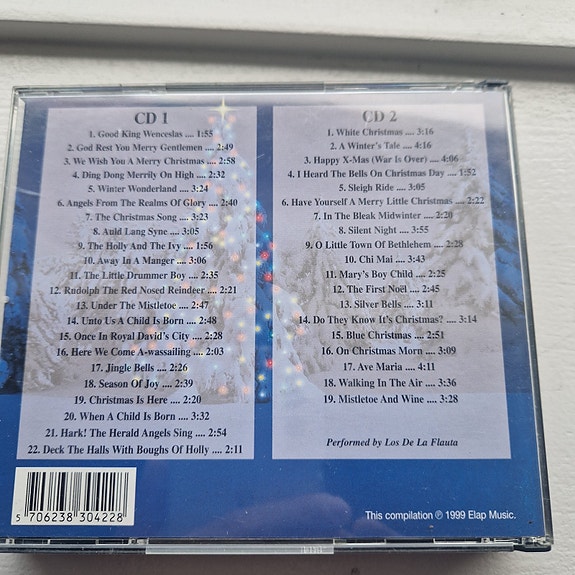 CD 1
1. Good King Wenceslas .... 1:55
2. God Rest You Merry Gentlemen .... 2:49
3. We Wish You A Merry Christmas .... 2:58
4. Ding Dong Merrily On High .... 2:32
5. Winter Wonderland .... 3:24
6. Angels From The Realms Of Glory .... 2:40
7. The Christmas Song .... 3:23
8. Auld Lang Syne .... 3:05
9. The Holly And The Ivy .... 1:56
10. Away In A Manger .... 3:06
11. The Little Drummer Boy .... 2:35
12. Rudolph The Red Nosed Reindeer .... 2:21
13. Under The Mistletoe .... 2:47
14. Unto Us A Child Is Born .... 2:48
15. Once In Royal David's City .... 2:28
16. Here We Come A-wassailing .... 2:03
17. Jingle Bells .... 2:26
18. Season Of Joy .... 2:39
19. Christmas Is Here .... 2:20
20. When A Child Is Born .... 3:32
21. Hark! The Herald Angels Sing .... 2:54
22. Deck The Halls With Boughs Of Holly .... 2:11
CD 2
1. White Christmas .... 3:16
2. A Winter's Tale .... 4:16
3. Happy X-Mas (War Is Over) .... 4:06
4. I Heard The Bells On Christmas Day .... 1:52
5. Sleigh Ride .... 3:05
6. Have Yourself A Merry Little Christmas .... 2:22
7. In The Bleak Midwinter .... 2:20
8. Silent Night .... 3:55
9. O Little Town Of Bethlehem .... 2:28
10. Chi Mai .... 3:43
11. Mary's Boy Child .... 2:25
12. The First Noël .... 2:45
13. Silver Bells .... 3:11
14. Do They Know It's Christmas? .... 3:14
15. Blue Christmas .... 2:51
16. On Christmas Morn .... 3:09
17. Ave Maria .... 4:11
18. Walking In The Air .... 3:36
19. Mistletoe And Wine .... 3:28
Performed by Los De La Flauta
5 706238 304228
This compilation ℗ 1999 Elap Music.